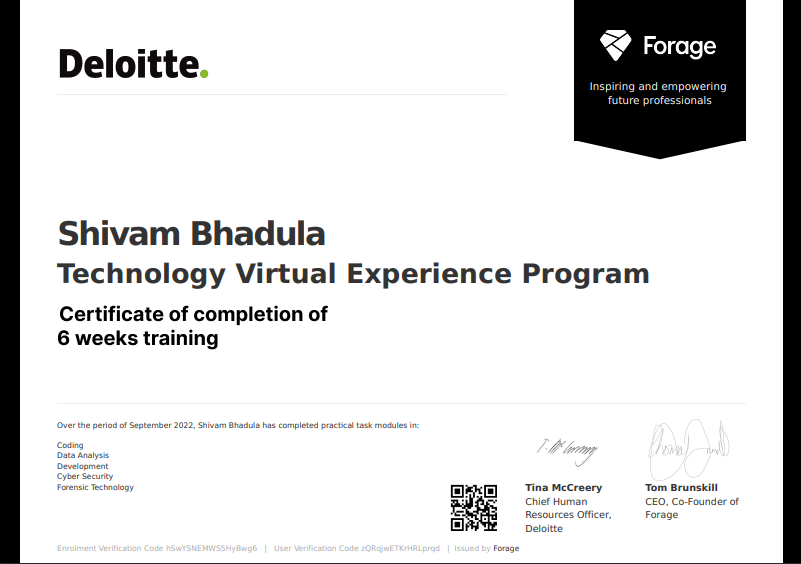 Deloitte.
Forage
Inspiring and empowering
future professionals
Shivam Bhadula
Technology Virtual Experience Program
Certificate of completion of
6 weeks training
Over the period of September 2022, Shivam Bhadula has completed practical task modules in:
Coding
Data Analysis
Development
Cyber Security
Forensic Technology
Tina McCreery
Chief Human
Resources Officer,
Deloitte
Tom Brunskill
CEO, Co-Founder of
Forage
Enrolment Verification Code hSwYSNEMWS5HyBwg6 | User Verification Code zQRqjwETKrHRLprqd | Issued by Forage